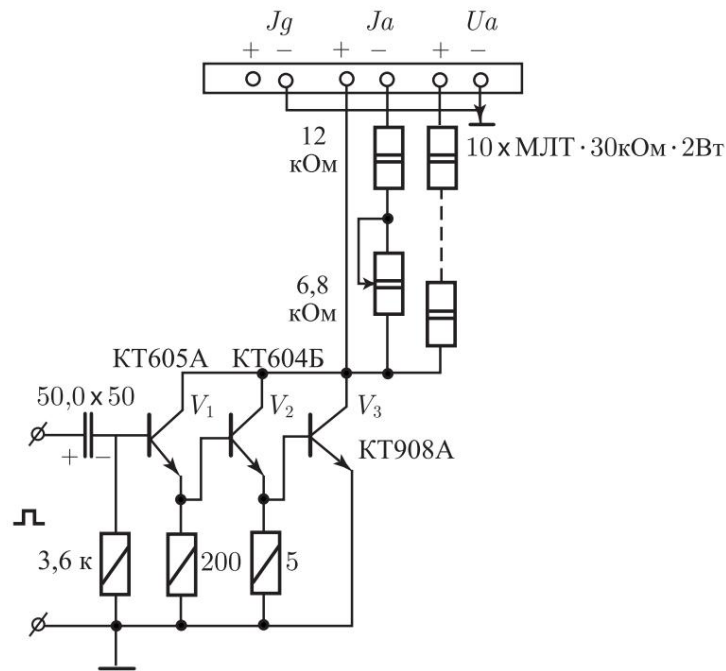 Jg Ja Ua
+ − + − + −
12
кОм
10 x МЛТ · 30кОм · 2Вт
6,8
кОм
КТ605А КТ604Б
50,0 x 50
V₁ V₂ V₃
+ −
КТ908А
3,6 к 200 5